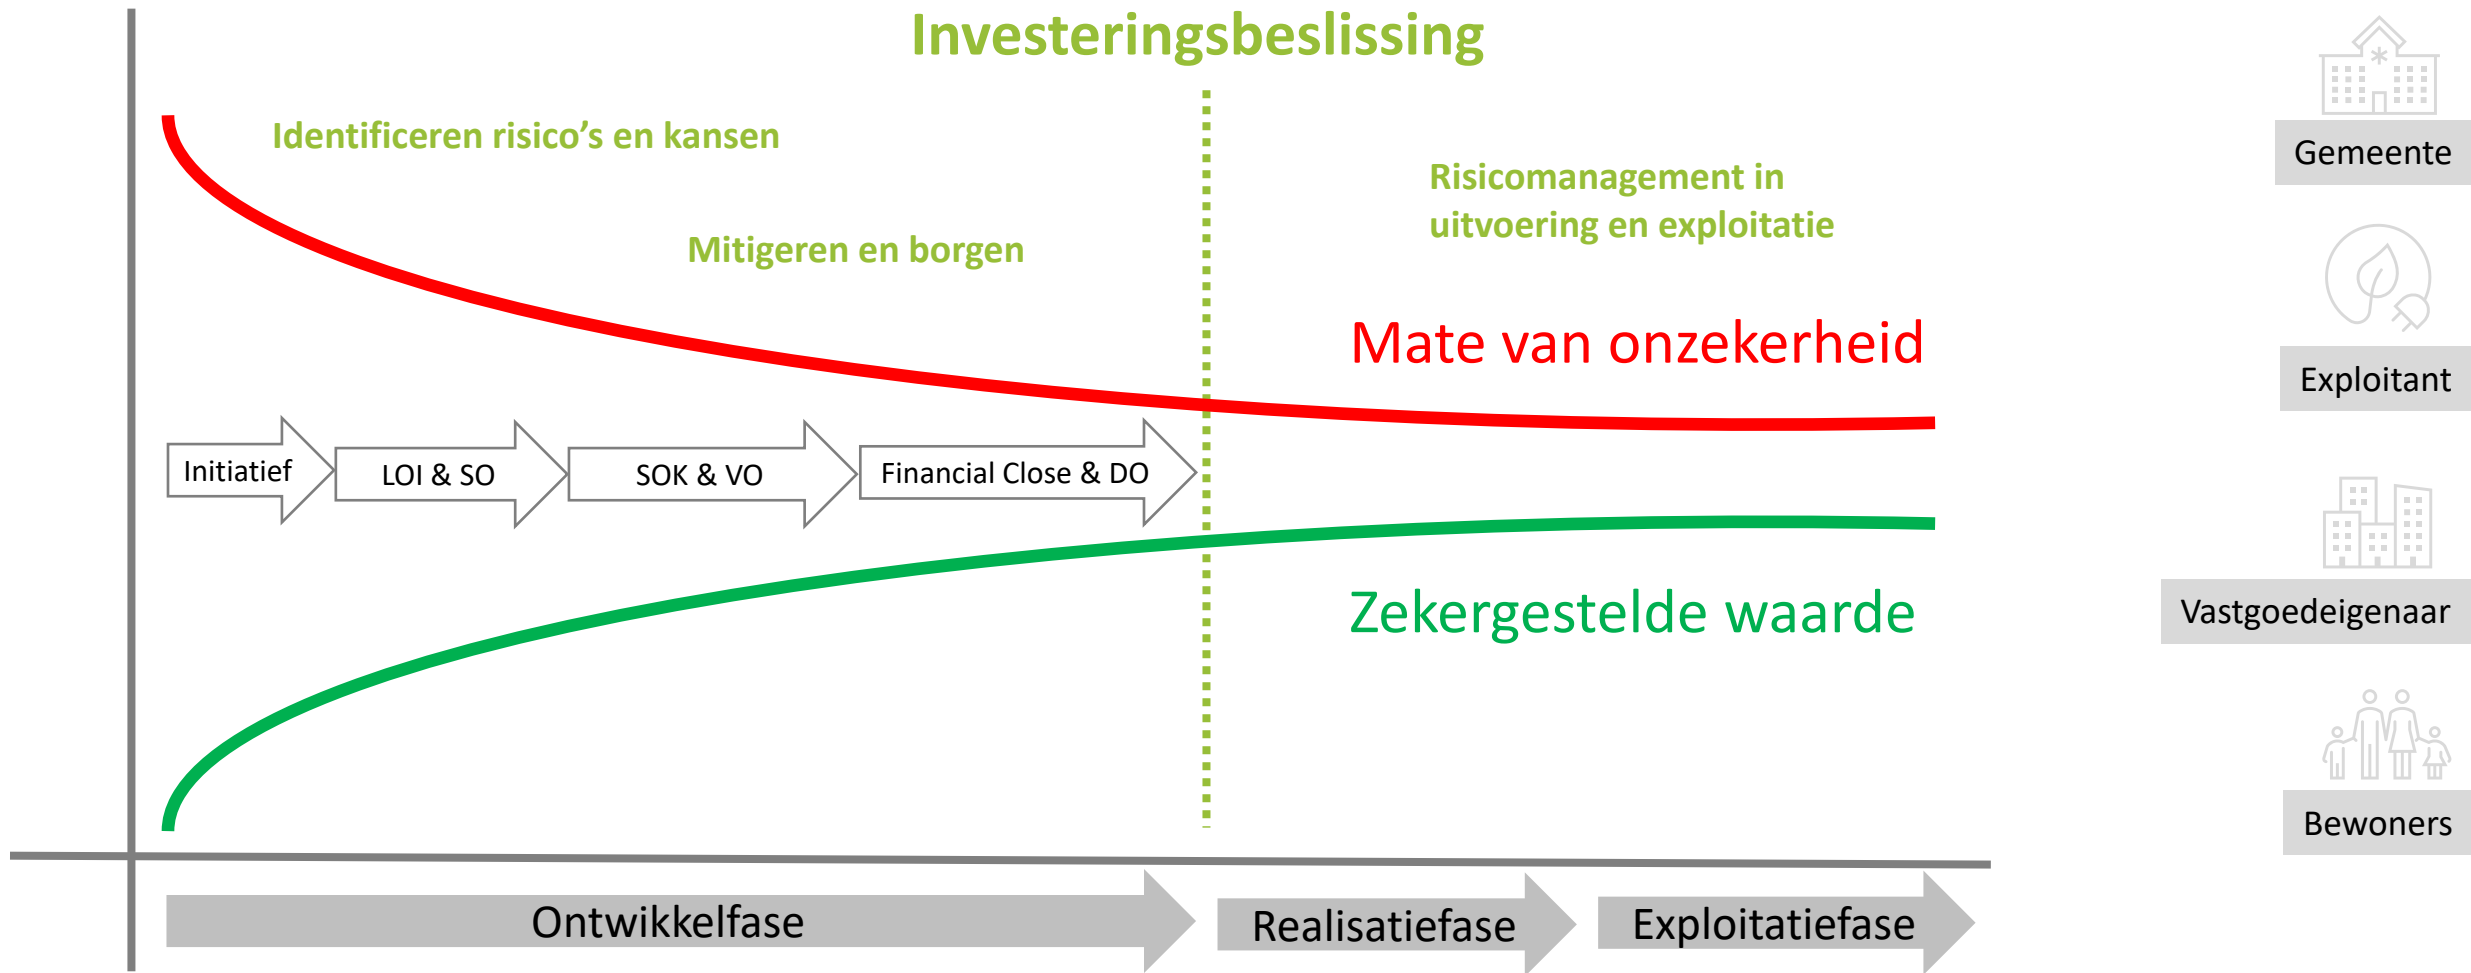 Investeringsbeslissing
Identificeren risico’s en kansen
Mitigeren en borgen
Risicomanagement in
uitvoering en exploitatie
Mate van onzekerheid
Initiatief
LOI & SO
SOK & VO
Financial Close & DO
Zekergestelde waarde
Ontwikkelfase
Realisatiefase
Exploitatiefase
Gemeente
Exploitant
Vastgoedeigenaar
Bewoners